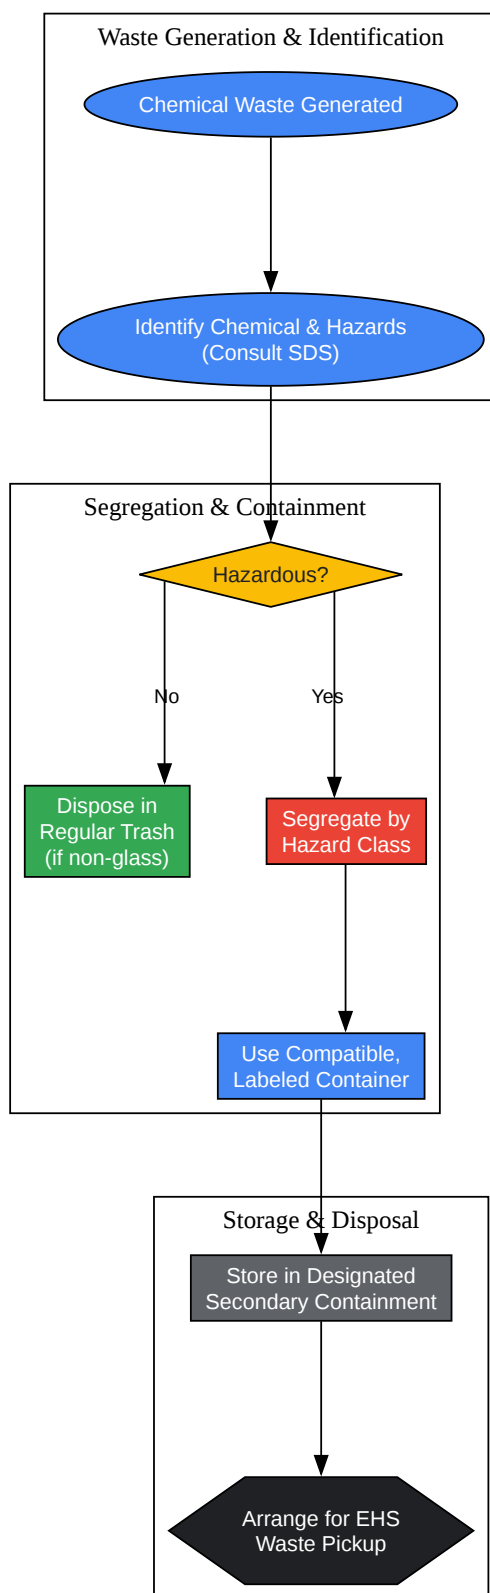 Waste Generation & Identification
Chemical Waste Generated
Identify Chemical & Hazards
(Consult SDS)
Segregation & Containment
Hazardous?
No
Yes
Dispose in
Regular Trash
(if non-glass)
Segregate by
Hazard Class
Use Compatible,
Labeled Container
Storage & Disposal
Store in Designated
Secondary Containment
Arrange for EHS
Waste Pickup